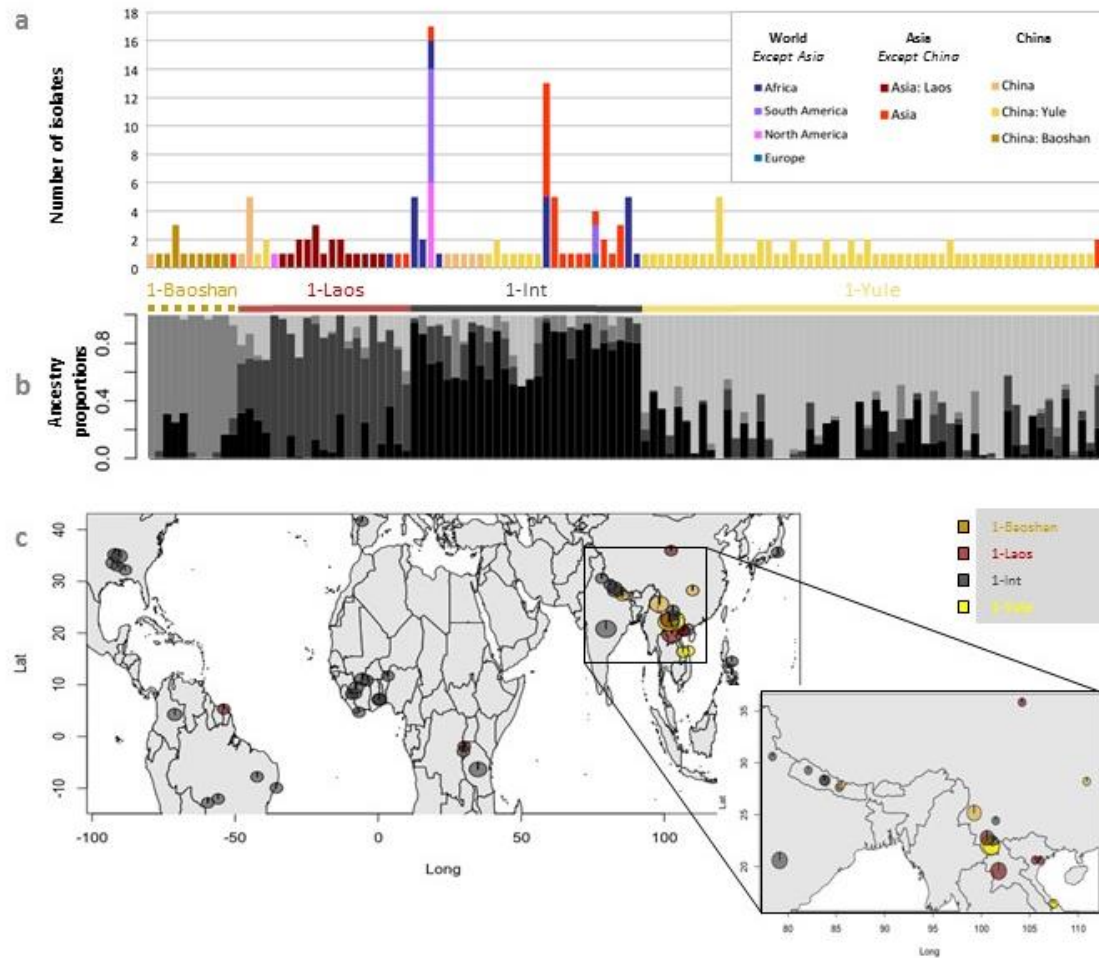 a
18
16
14
12
10
8
6
4
2
0
Number of isolates
World
Except Asia
Africa
South America
North America
Europe
Asia
Except China
Asia: Laos
Asia
China
China
China: Yule
China: Baoshan
1-Baoshan 1-Laos 1-Int 1-Yule
b
Ancestry
proportions
0.8
0.4
0.0
c
40
30
20
10
0
-10
Lat
-100 -50 0 50 100
Long
1-Baoshan
1-Laos
1-Int
1-Yule
35
30
25
20
Lat
80 85 90 95 100 105 110
Long